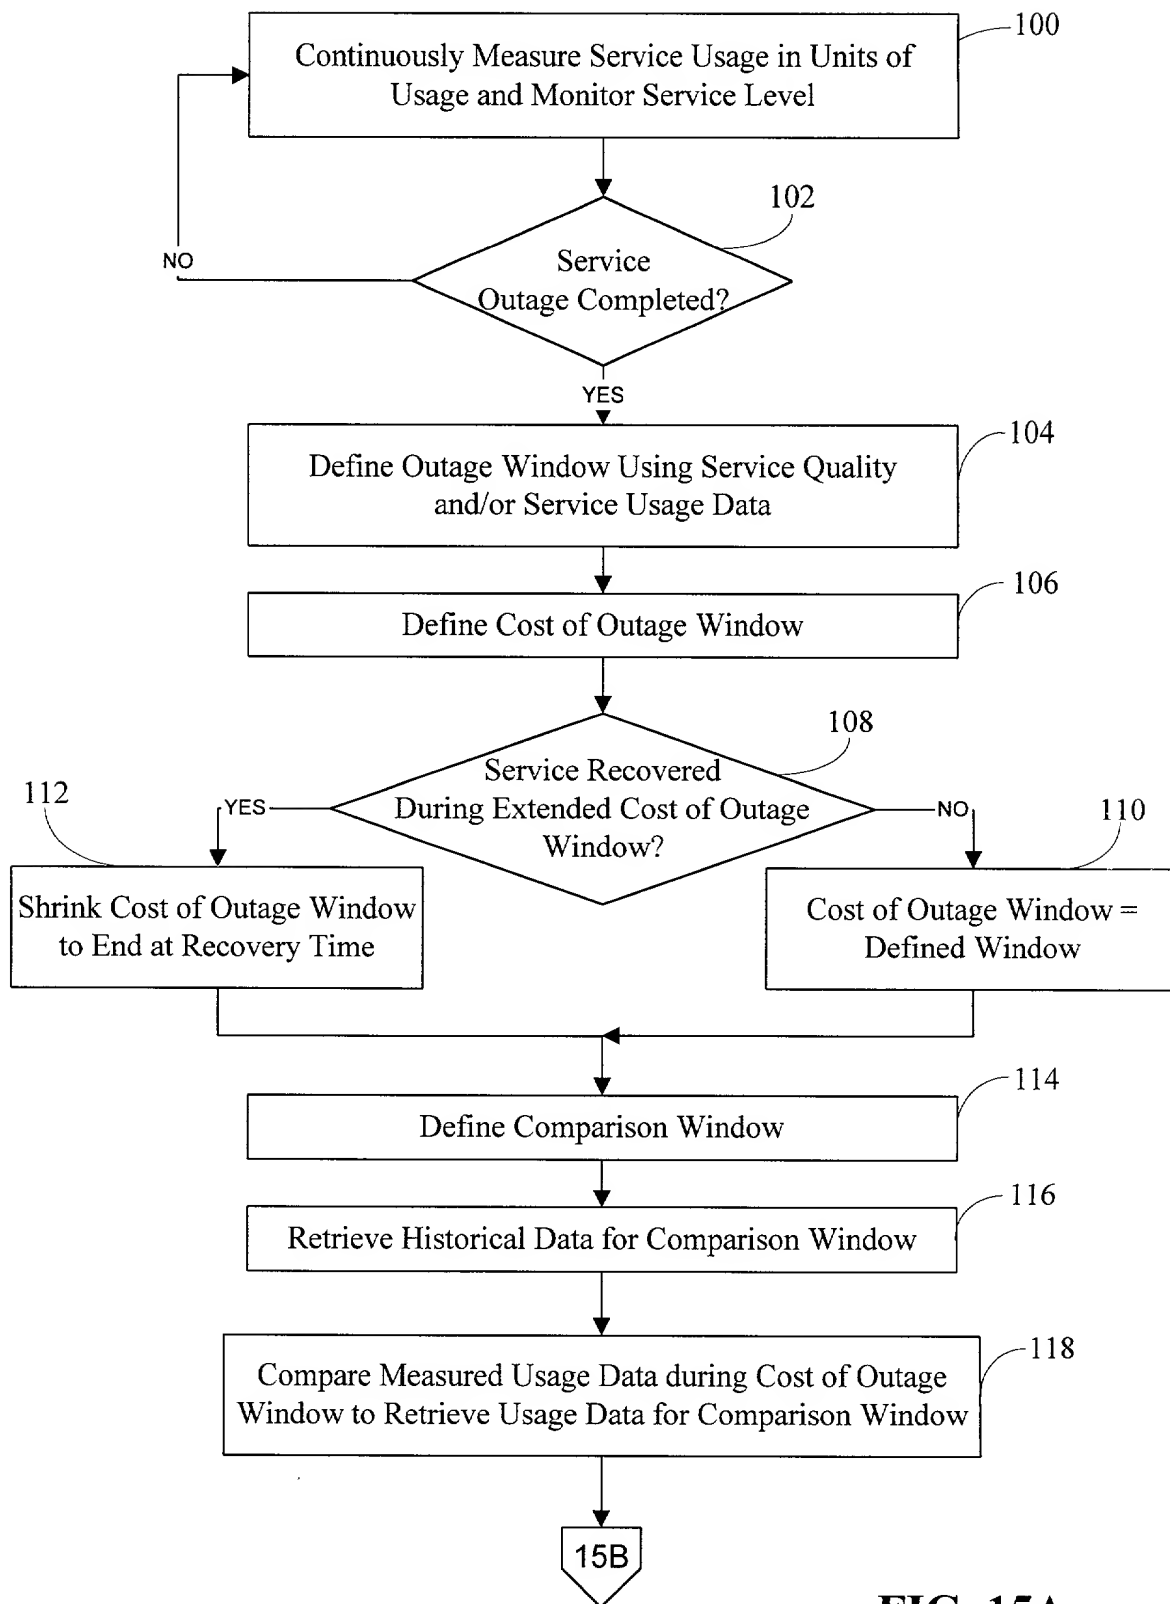 100
Continuously Measure Service Usage in Units of
Usage and Monitor Service Level
102
NO
Service
Outage Completed?
YES
104
Define Outage Window Using Service Quality
and/or Service Usage Data
106
Define Cost of Outage Window
108
Service Recovered
During Extended Cost of Outage
Window?
YES
NO
112
Shrink Cost of Outage Window
to End at Recovery Time
110
Cost of Outage Window =
Defined Window
114
Define Comparison Window
116
Retrieve Historical Data for Comparison Window
118
Compare Measured Usage Data during Cost of Outage
Window to Retrieve Usage Data for Comparison Window
15B
FIG. 15A